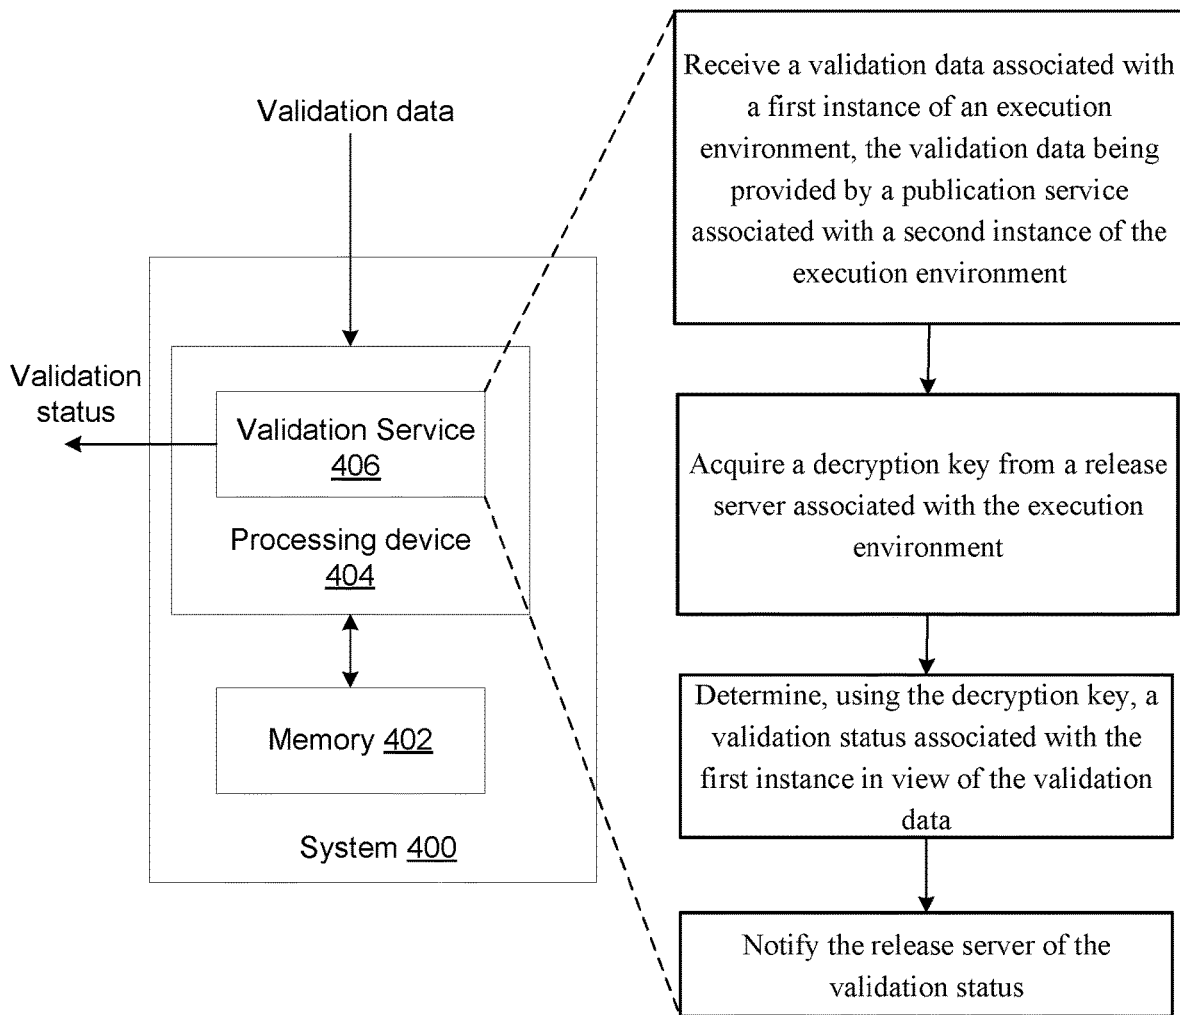 Validation data
Validation
status
Validation Service
406
Processing device
404
Memory 402
System 400
Receive a validation data associated with
a first instance of an execution
environment, the validation data being
provided by a publication service
associated with a second instance of the
execution environment
Acquire a decryption key from a release
server associated with the execution
environment
Determine, using the decryption key, a
validation status associated with the
first instance in view of the validation
data
Notify the release server of the
validation status